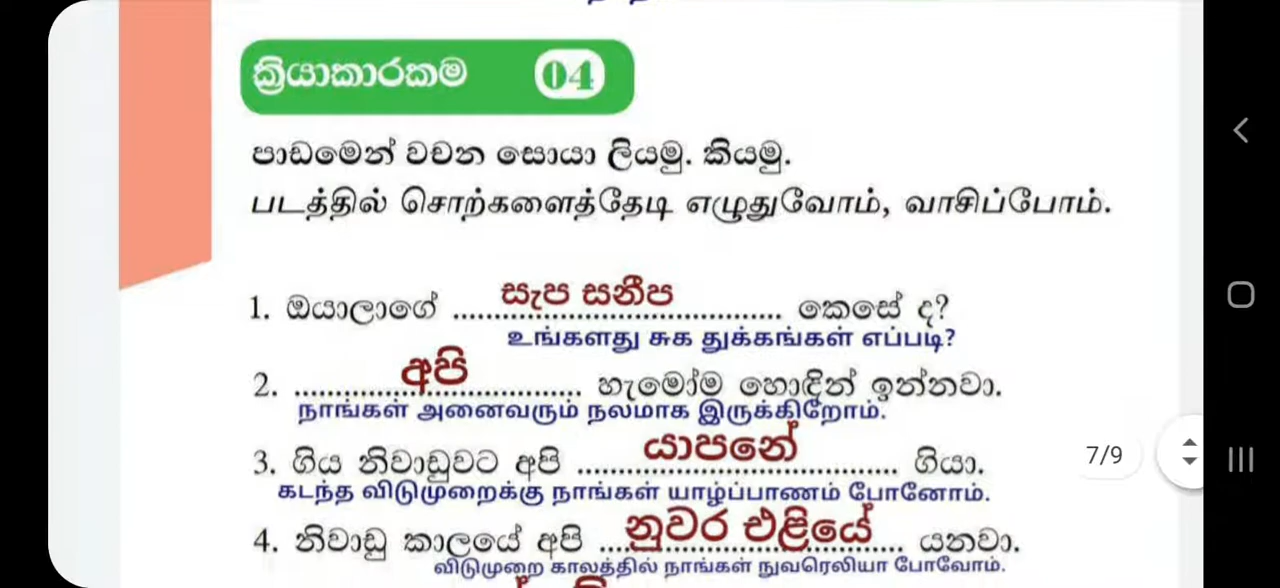 ක්‍රියාකාරකම 04
පාඩමෙන් වචන සොයා ලියමු. කියමු.
படத்தில் சொற்களைத்தேடி எழுதுவோம், வாசிப்போம்.
1. ඔයාලාගේ සැප සනීප කෙසේ ද?
உங்களது சுக துக்கங்கள் எப்படி?
2. අපි හැමෝම හොඳින් ඉන්නවා.
நாங்கள் அனைவரும் நலமாக இருக்கிறோம்.
3. ගිය නිවාඩුවට අපි යාපනේ ගියා.
கடந்த விடுமுறைக்கு நாங்கள் யாழ்ப்பாணம் போனோம்.
7/9
4. නිවාඩු කාලයේ අපි නුවර එළියේ යනවා.
விடுமுறை காலத்தில் நாங்கள் நுவரெலியா போவோம்.